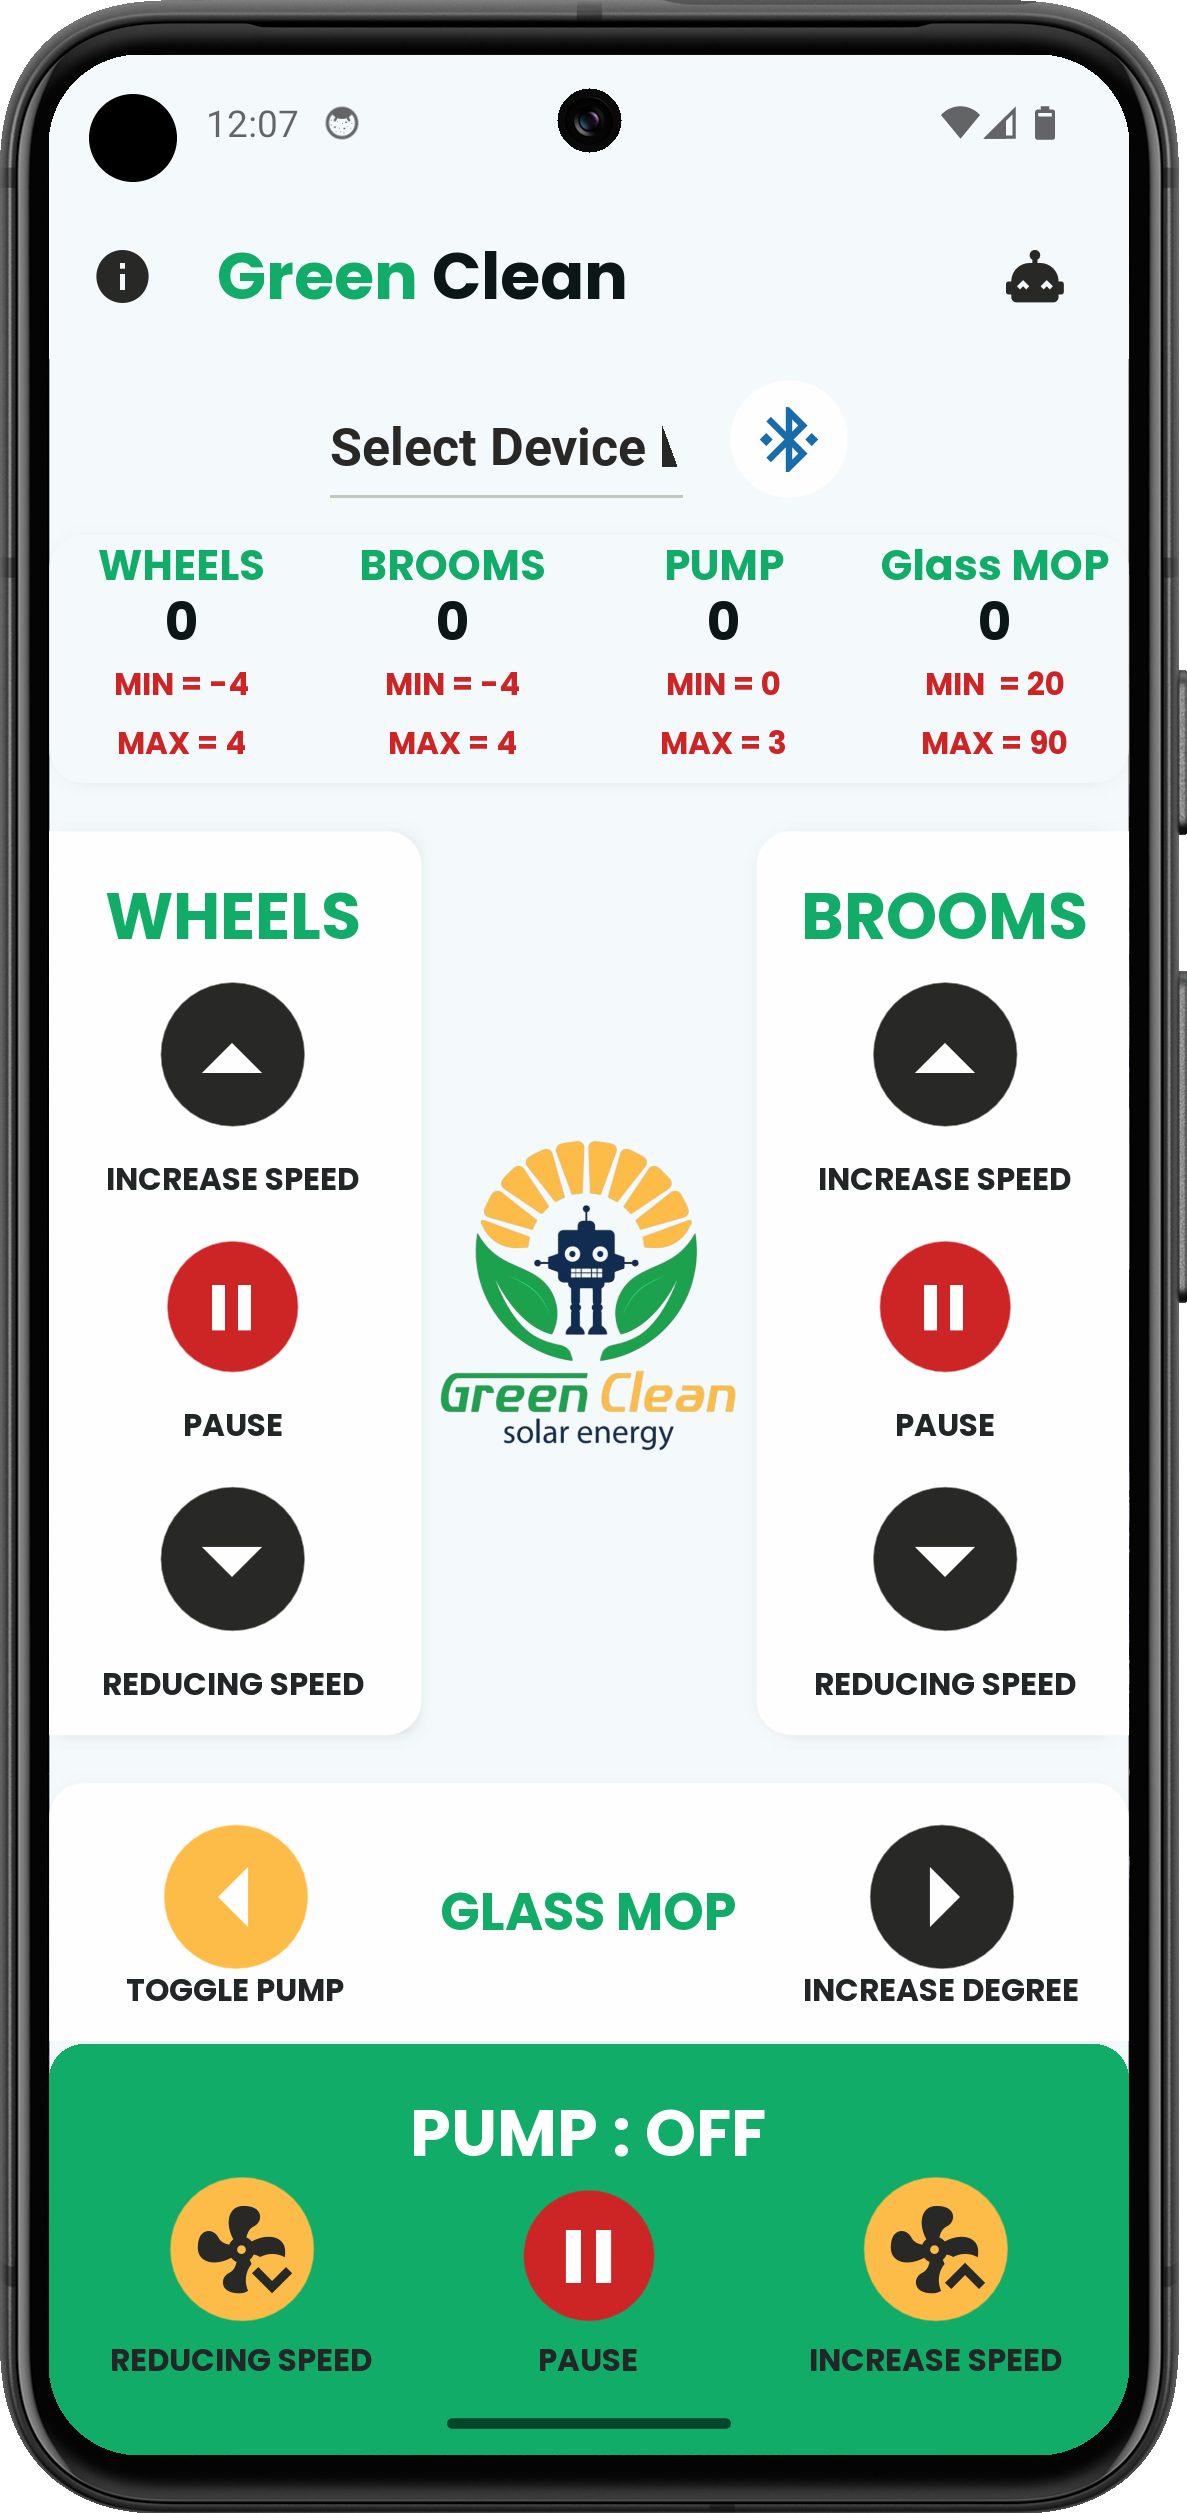 12:07
Green Clean
Select Device
WHEELS BROOMS PUMP Glass MOP
0 0 0 0
MIN = -4 MIN = -4 MIN = 0 MIN = 20
MAX = 4 MAX = 4 MAX = 3 MAX = 90
WHEELS BROOMS
INCREASE SPEED INCREASE SPEED
Green Clean
solar energy
PAUSE PAUSE
REDUCING SPEED REDUCING SPEED
GLASS MOP
TOGGLE PUMP INCREASE DEGREE
PUMP : OFF
REDUCING SPEED PAUSE INCREASE SPEED